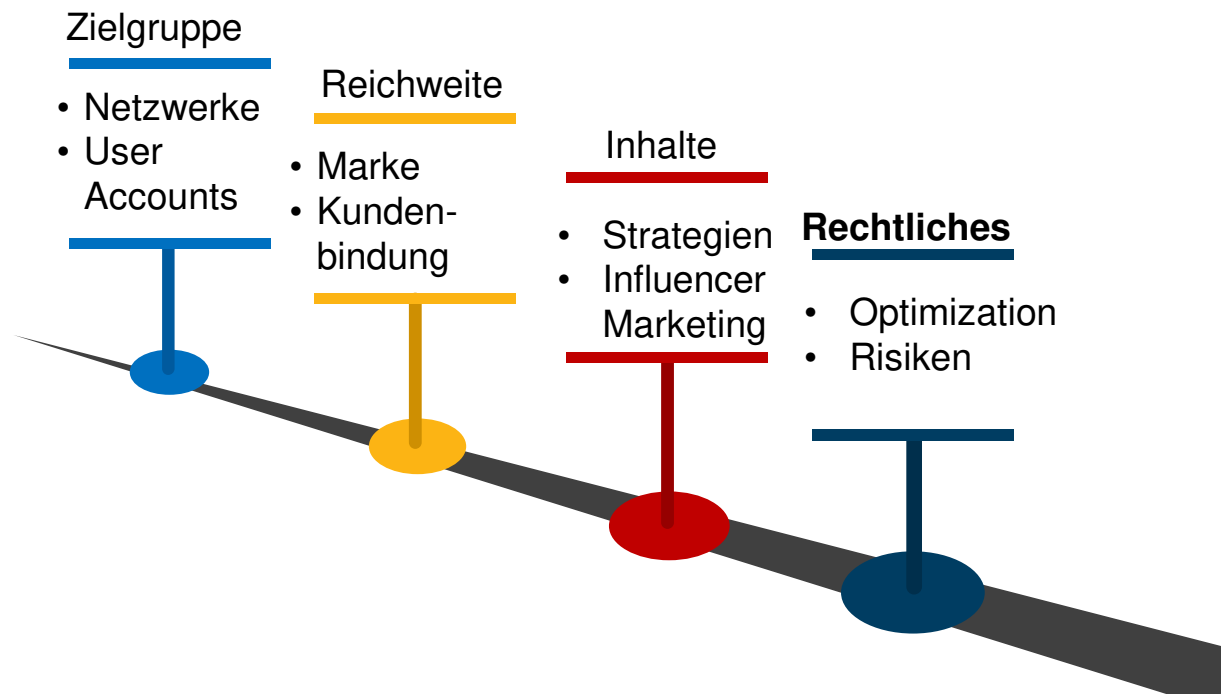 Zielgruppe
• Netzwerke
• User
Accounts
Reichweite
• Marke
• Kunden-
bindung
Inhalte
• Strategien
• Influencer
Marketing
Rechtliches
• Optimization
• Risiken